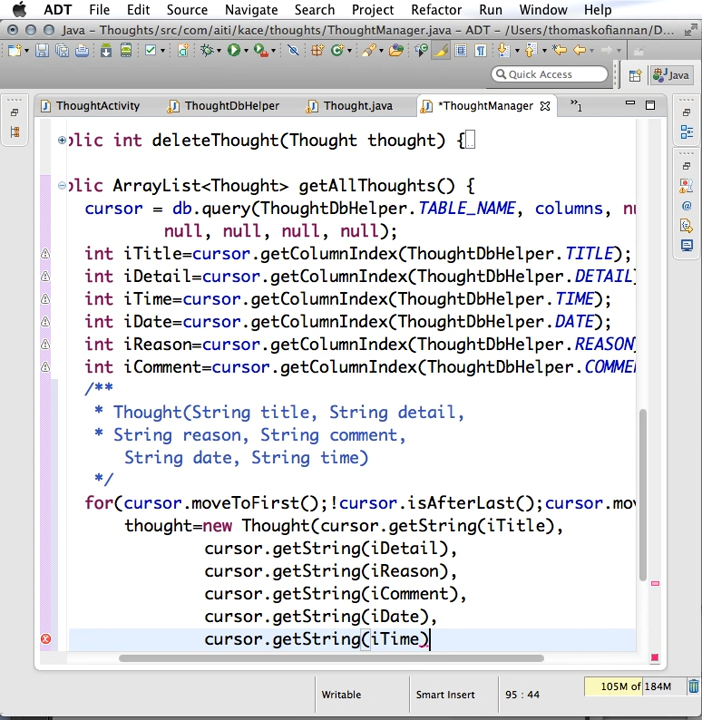 ADT File Edit Source Navigate Search Project Refactor Run Window Help
Java – Thoughts/src/com/aiti/kace/ThoughtManager.java – ADT – /Users/thomaskofiannan/D...
Quick Access
Java
ThoughtActivity ThoughtDbHelper Thought.java *ThoughtManager »1
blic int deleteThought(Thought thought) {
blic ArrayList<Thought> getAllThoughts() {
cursor = db.query(ThoughtDbHelper.TABLE_NAME, columns, nu
null, null, null, null);
int iTitle=cursor.getColumnIndex(ThoughtDbHelper.TITLE);
int iDetail=cursor.getColumnIndex(ThoughtDbHelper.DETAIL)
int iTime=cursor.getColumnIndex(ThoughtDbHelper.TIME);
int iDate=cursor.getColumnIndex(ThoughtDbHelper.DATE);
int iReason=cursor.getColumnIndex(ThoughtDbHelper.REASON
int iComment=cursor.getColumnIndex(ThoughtDbHelper.COMME
/**
* Thought(String title, String detail,
* String reason, String comment,
String date, String time)
*/
for(cursor.moveToFirst();!cursor.isAfterLast();cursor.mov
thought=new Thought(cursor.getString(iTitle),
cursor.getString(iDetail),
cursor.getString(iReason),
cursor.getString(iComment),
cursor.getString(iDate),
cursor.getString(iTime)
Writable Smart Insert 95 : 44 105M of 184M